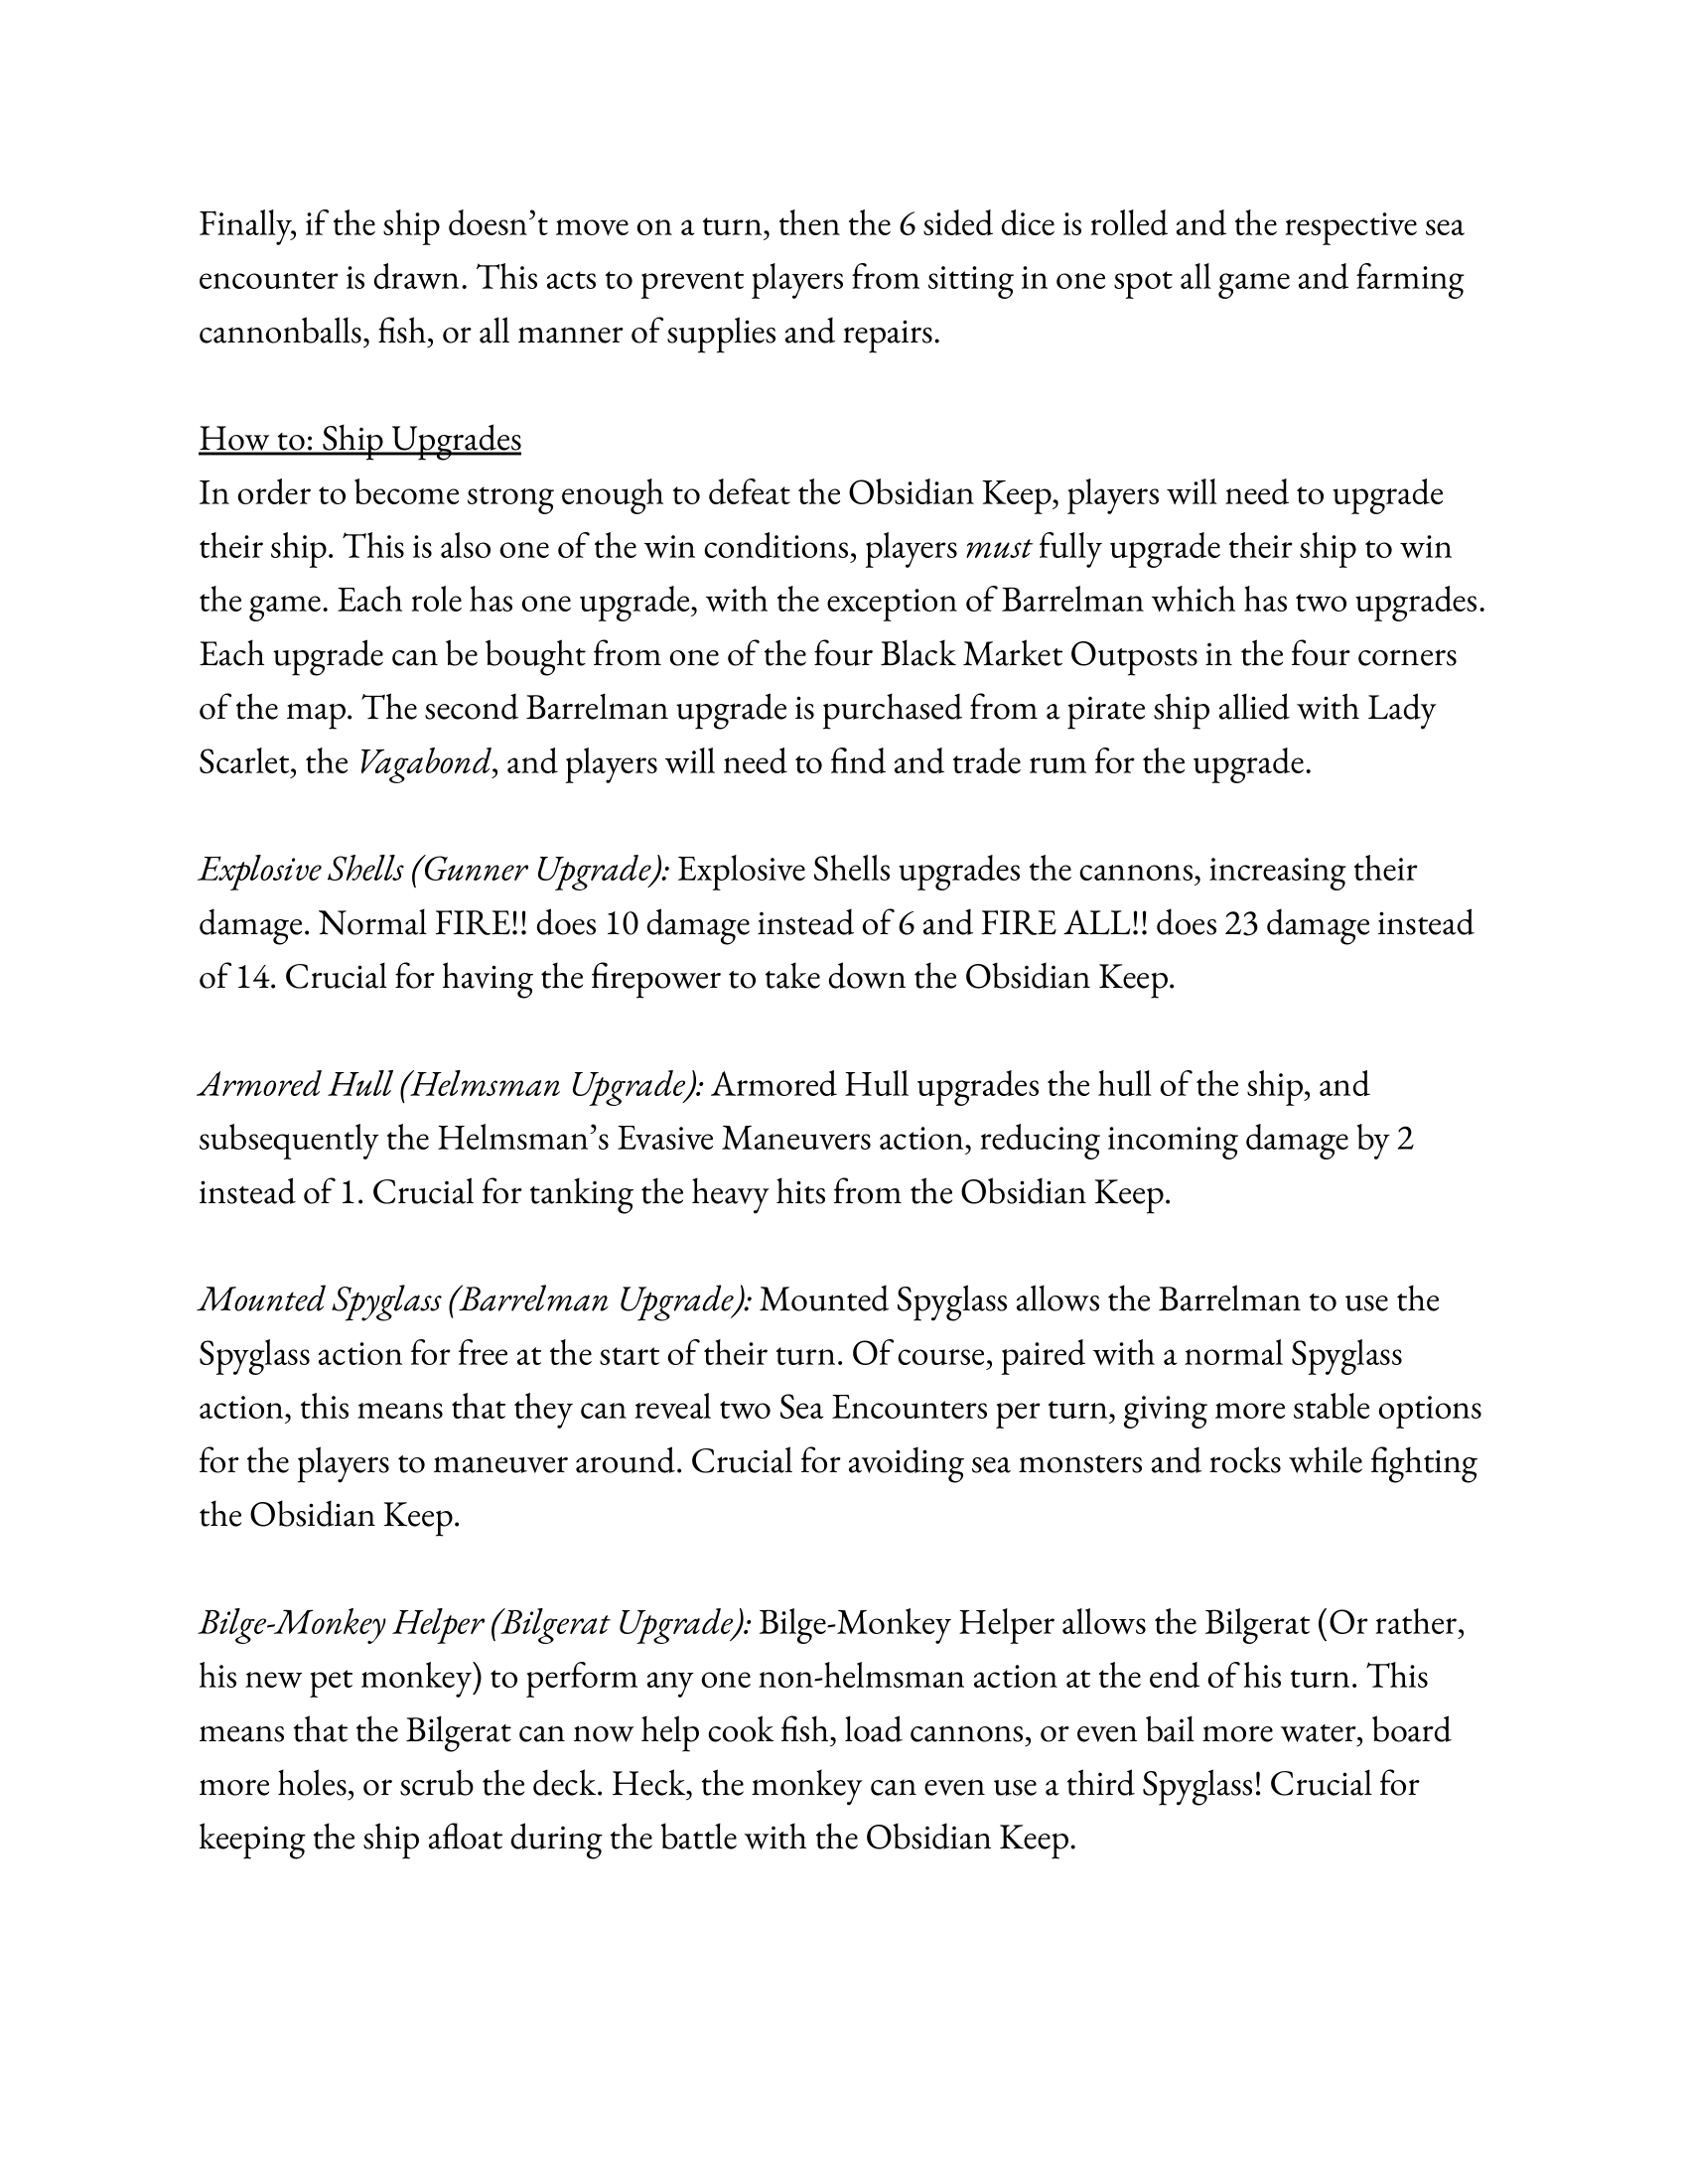 Finally, if the ship doesn’t move on a turn, then the 6 sided dice is rolled and the respective sea
encounter is drawn. This acts to prevent players from sitting in one spot all game and farming
cannonballs, fish, or all manner of supplies and repairs.
How to: Ship Upgrades
In order to become strong enough to defeat the Obsidian Keep, players will need to upgrade
their ship. This is also one of the win conditions, players must fully upgrade their ship to win
the game. Each role has one upgrade, with the exception of Barrelman which has two upgrades.
Each upgrade can be bought from one of the four Black Market Outposts in the four corners
of the map. The second Barrelman upgrade is purchased from a pirate ship allied with Lady
Scarlet, the Vagabond, and players will need to find and trade rum for the upgrade.
Explosive Shells (Gunner Upgrade): Explosive Shells upgrades the cannons, increasing their
damage. Normal FIRE!! does 10 damage instead of 6 and FIRE ALL!! does 23 damage instead
of 14. Crucial for having the firepower to take down the Obsidian Keep.
Armored Hull (Helmsman Upgrade): Armored Hull upgrades the hull of the ship, and
subsequently the Helmsman’s Evasive Maneuvers action, reducing incoming damage by 2
instead of 1. Crucial for tanking the heavy hits from the Obsidian Keep.
Mounted Spyglass (Barrelman Upgrade): Mounted Spyglass allows the Barrelman to use the
Spyglass action for free at the start of their turn. Of course, paired with a normal Spyglass
action, this means that they can reveal two Sea Encounters per turn, giving more stable options
for the players to maneuver around. Crucial for avoiding sea monsters and rocks while fighting
the Obsidian Keep.
Bilge-Monkey Helper (Bilgerat Upgrade): Bilge-Monkey Helper allows the Bilgerat (Or rather,
his new pet monkey) to perform any one non-helmsman action at the end of his turn. This
means that the Bilgerat can now help cook fish, load cannons, or even bail more water, board
more holes, or scrub the deck. Heck, the monkey can even use a third Spyglass! Crucial for
keeping the ship afloat during the battle with the Obsidian Keep.